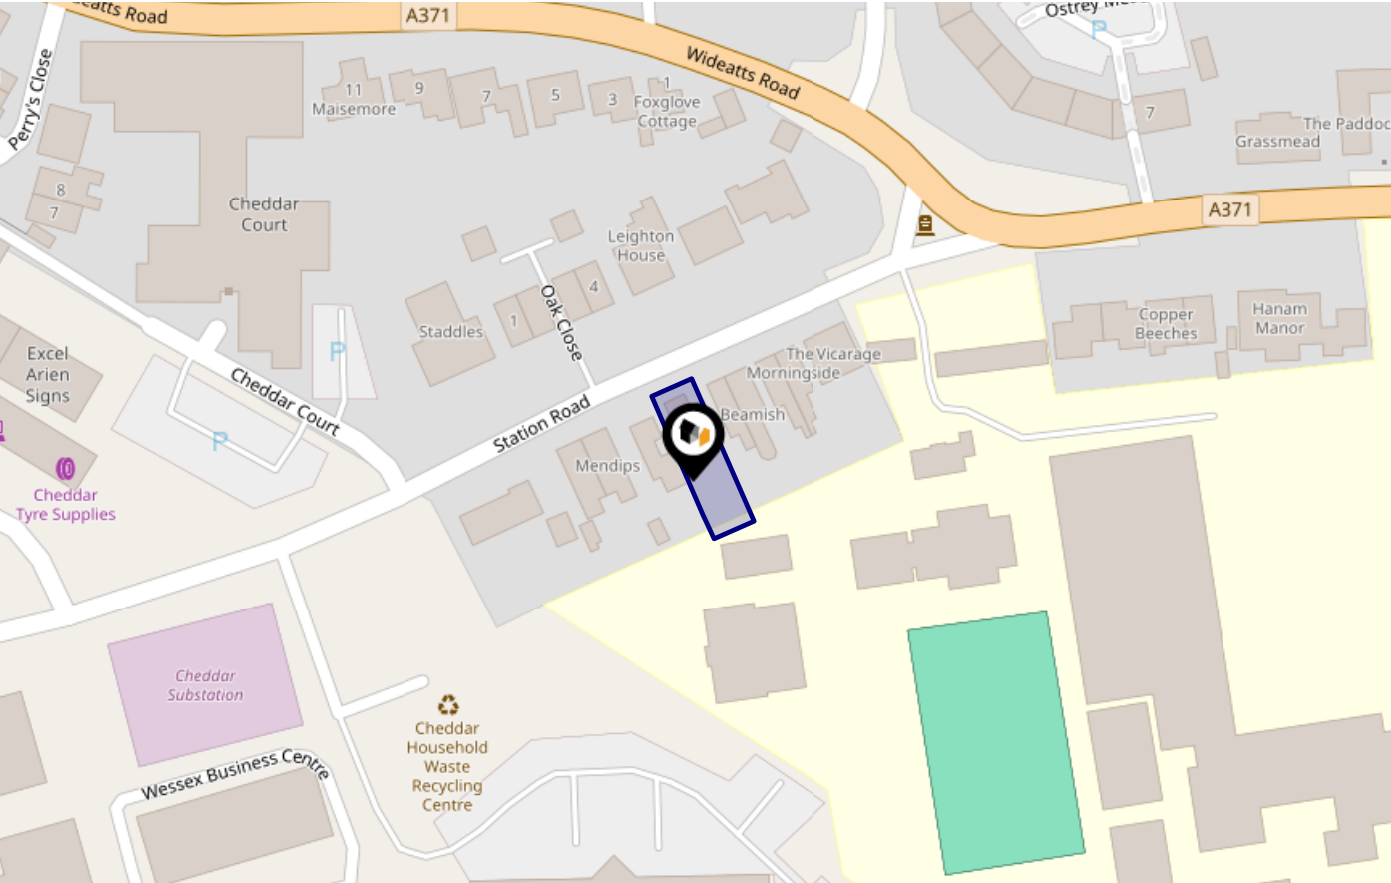 eatts Road
A371
Ostrey
P
Perry's Close
Wideatts Road
11
Maisemore
9
7
5
3
1
Foxglove
Cottage
7
The Paddoc
Grassmead
8
7
Cheddar
Court
A371
Leighton
House
4
1
Oak Close
Staddles
P
Copper
Beeches
Hanam
Manor
The Vicarage
Morningside
Excel
Arien
Signs
Cheddar Court
Station Road
Beamish
P
Mendips
Cheddar
Tyre Supplies
Cheddar
Substation
Cheddar
Household
Waste
Recycling
Centre
Wessex Business Centre